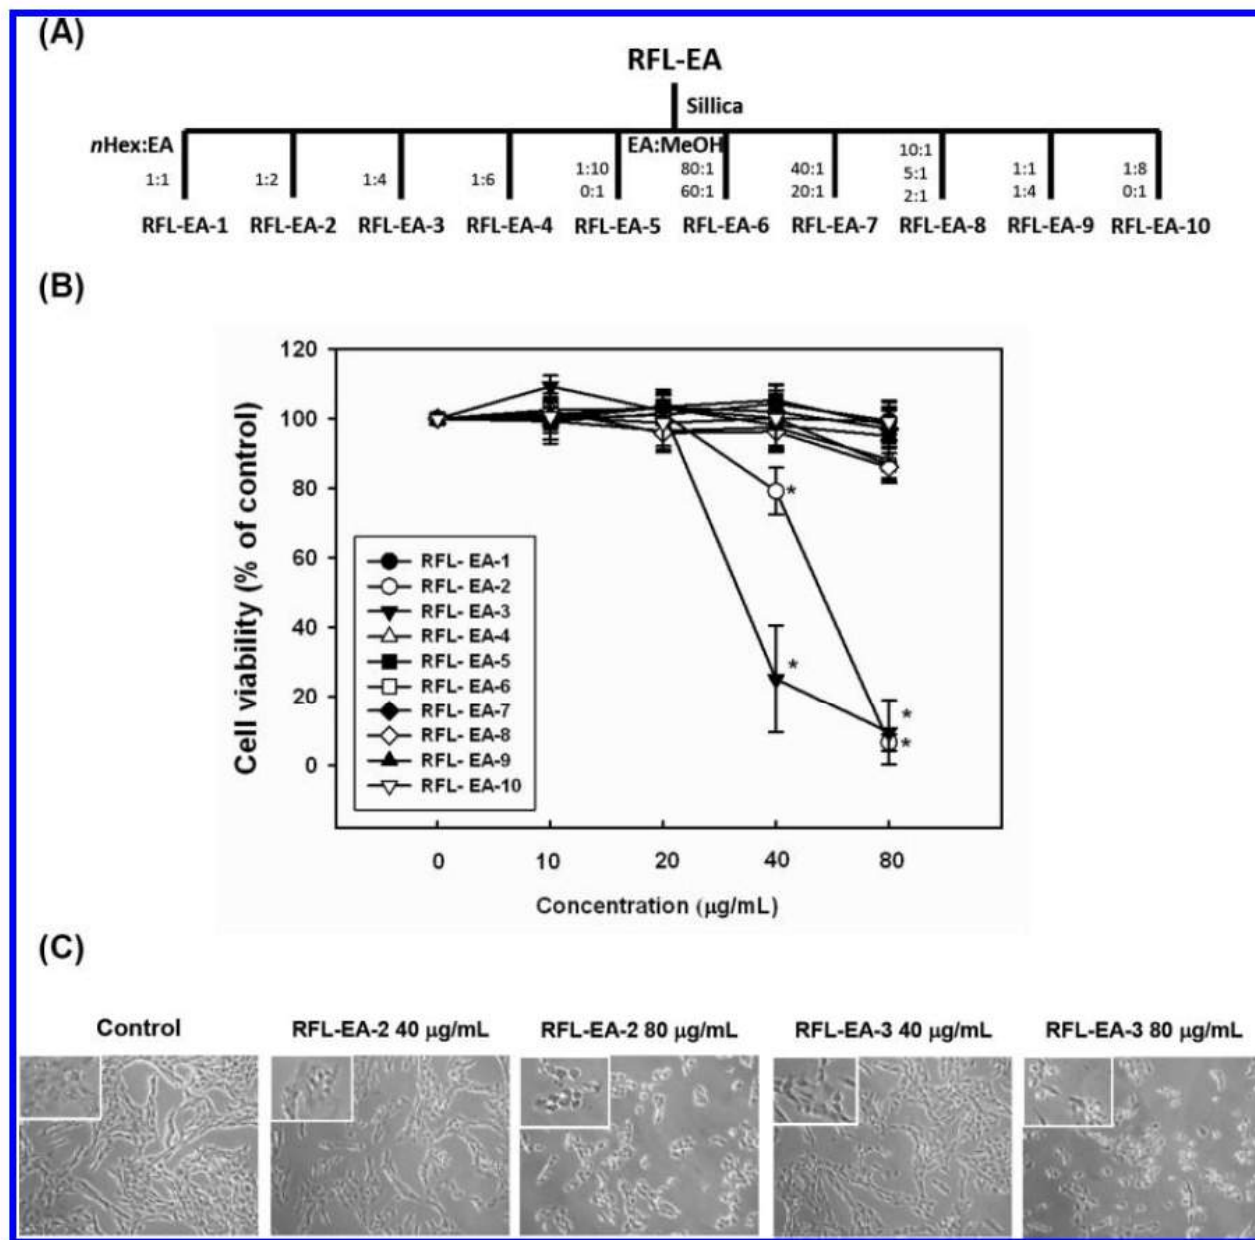 (A)
RFL-EA
Sillica
nHex:EA
EA:MeOH
1:1
1:2
1:4
1:6
1:10
0:1
80:1
60:1
40:1
20:1
10:1
5:1
2:1
1:1
1:4
1:8
0:1
RFL-EA-1 RFL-EA-2 RFL-EA-3 RFL-EA-4 RFL-EA-5 RFL-EA-6 RFL-EA-7 RFL-EA-8 RFL-EA-9 RFL-EA-10
(B)
Cell viability (% of control)
120
100
80
60
40
20
0
*
*
*
*
RFL- EA-1
RFL- EA-2
RFL- EA-3
RFL- EA-4
RFL- EA-5
RFL- EA-6
RFL- EA-7
RFL- EA-8
RFL- EA-9
RFL- EA-10
0 10 20 40 80
Concentration (μg/mL)
(C)
Control RFL-EA-2 40 μg/mL RFL-EA-2 80 μg/mL RFL-EA-3 40 μg/mL RFL-EA-3 80 μg/mL